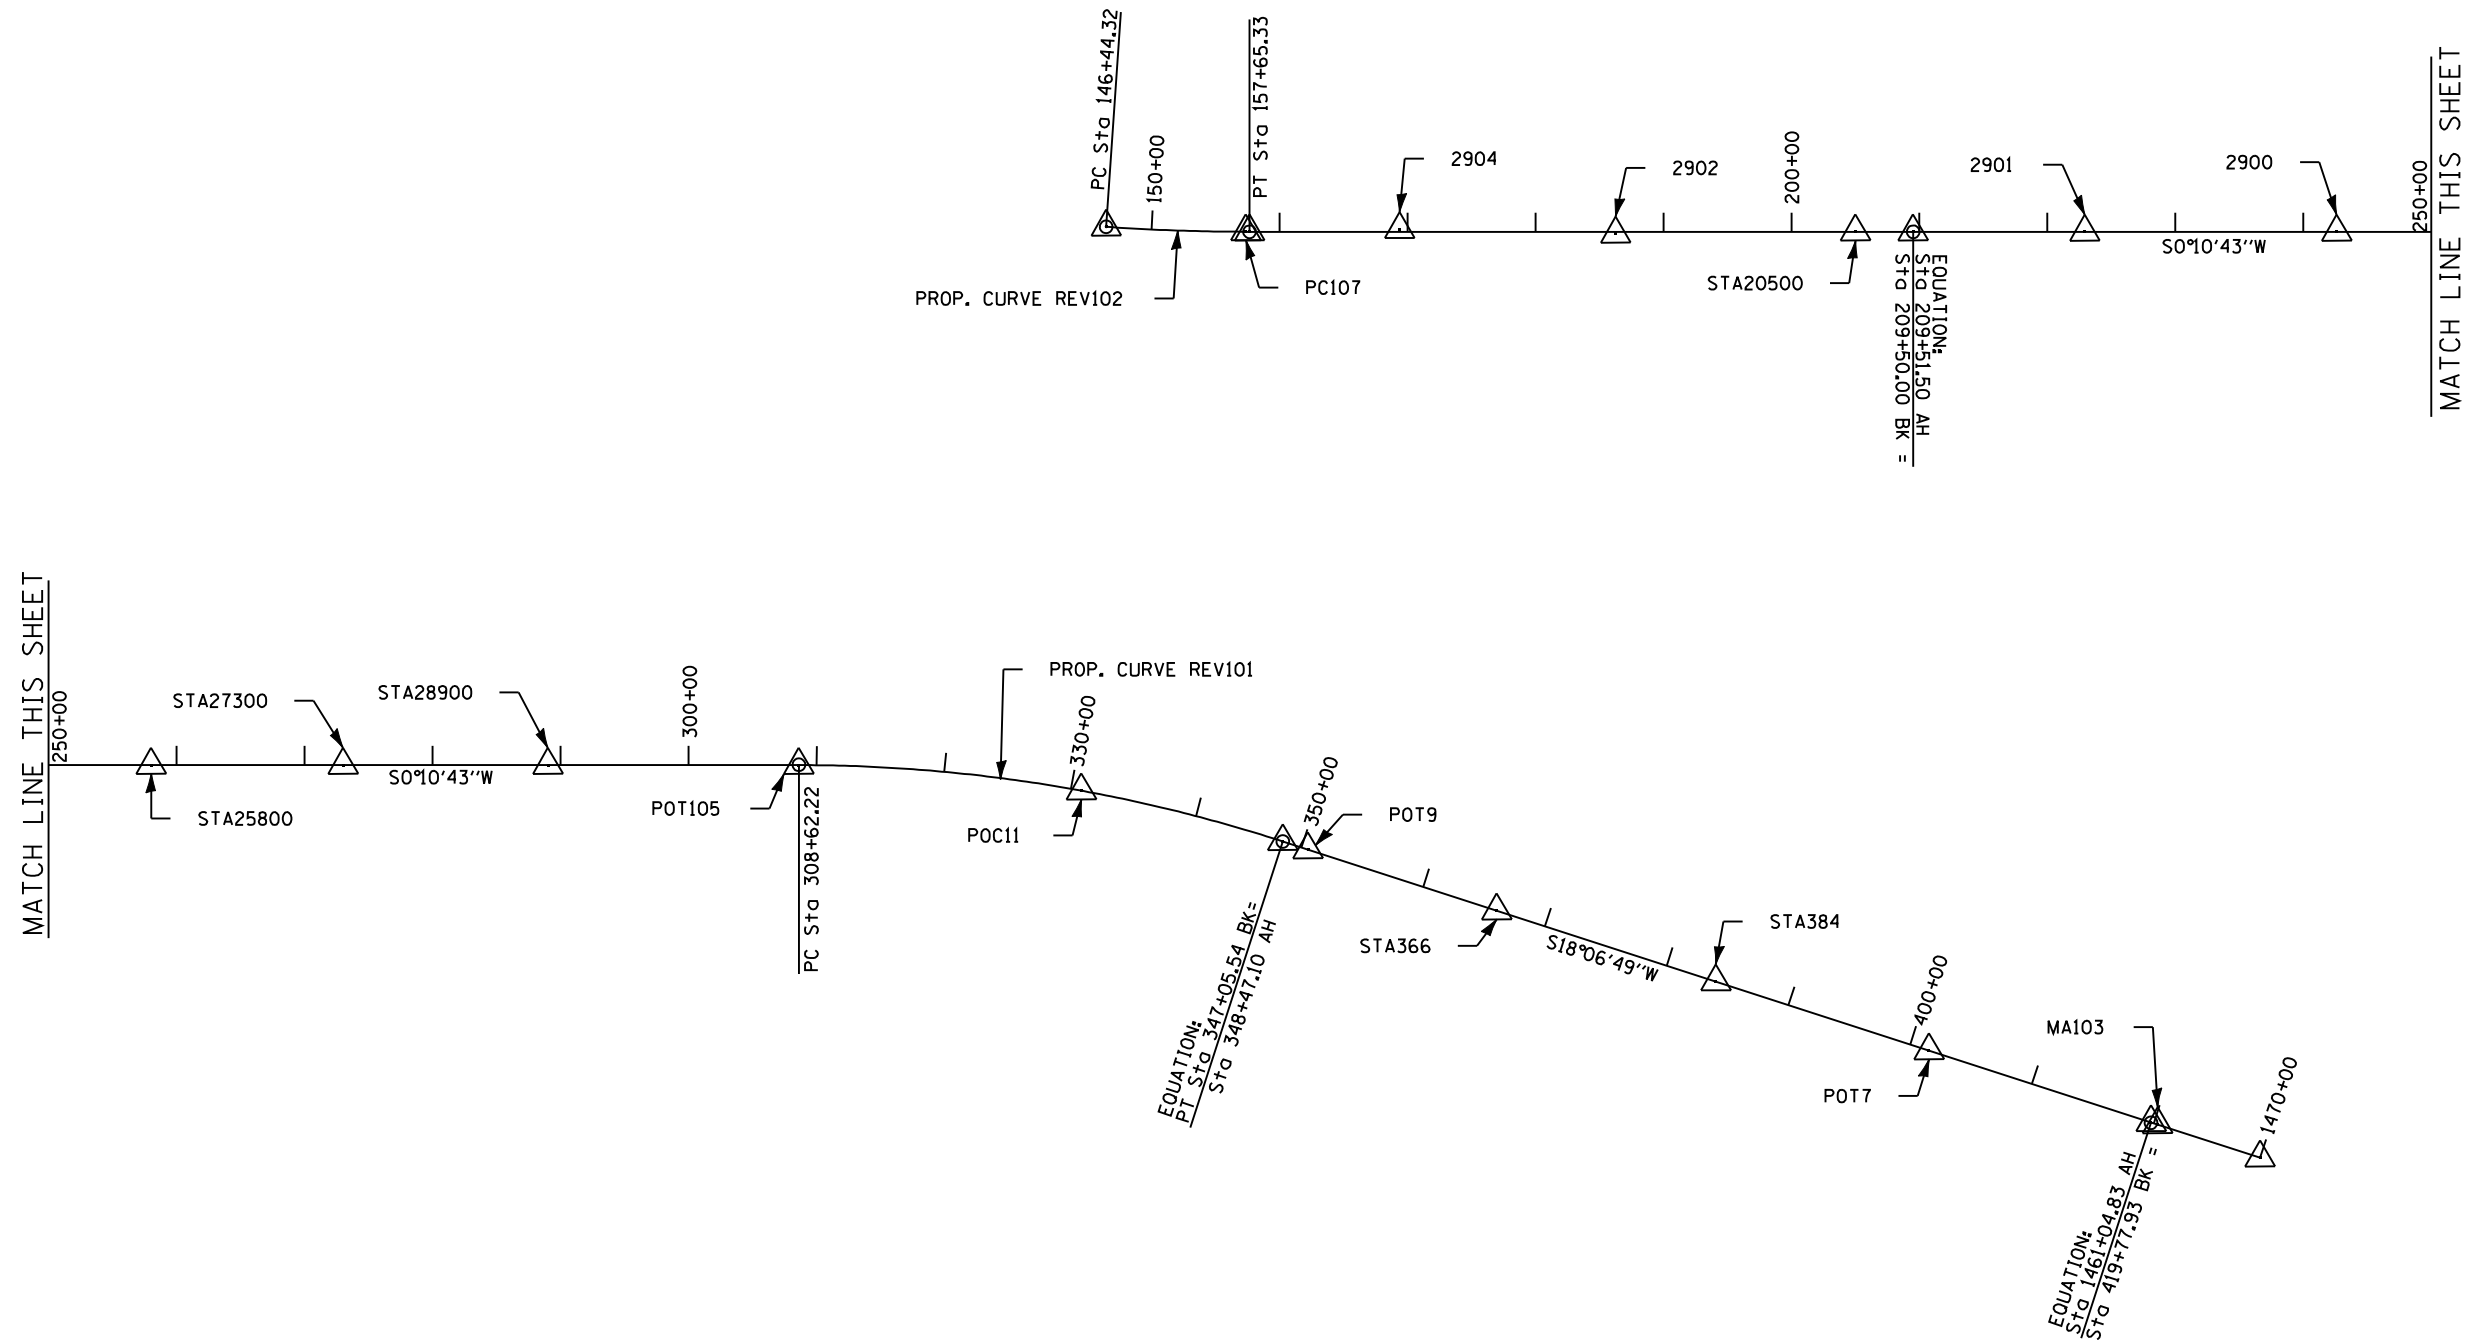 PC Sta 146+44.32
150+00
PT Sta 157+65.33
2904
2902
200+00
2901
2900
250+00
MATCH LINE THIS SHEET
S0°10'43"W
PROP. CURVE REV102
PC107
STA20500
EQUATION:
Sta 209+51.50 AH
Sta 209+50.00 BK =
MATCH LINE THIS SHEET
250+00
STA27300
STA28900
300+00
S0°10'43"W
STA25800
POT105
PC Sta 308+62.22
PROP. CURVE REV101
330+00
POC11
350+00
POT9
EQUATION:
PT Sta 347+05.54 BK=
Sta 348+47.10 AH
STA366
S18°06'49"W
STA384
400+00
POT7
MA103
1470+00
EQUATION:
Sta 1461+04.83 AH
Sta 419+77.93 BK =